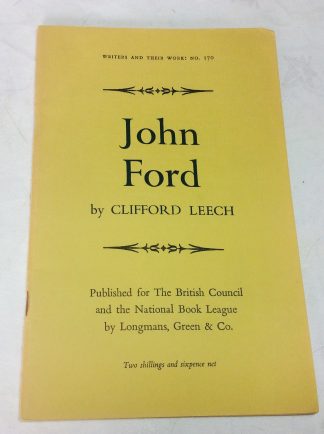 WRITERS AND THEIR WORK: NO. 170
John
Ford
by CLIFFORD LEECH
Published for The British Council
and the National Book League
by Longmans, Green & Co.
Two shillings and sixpence net